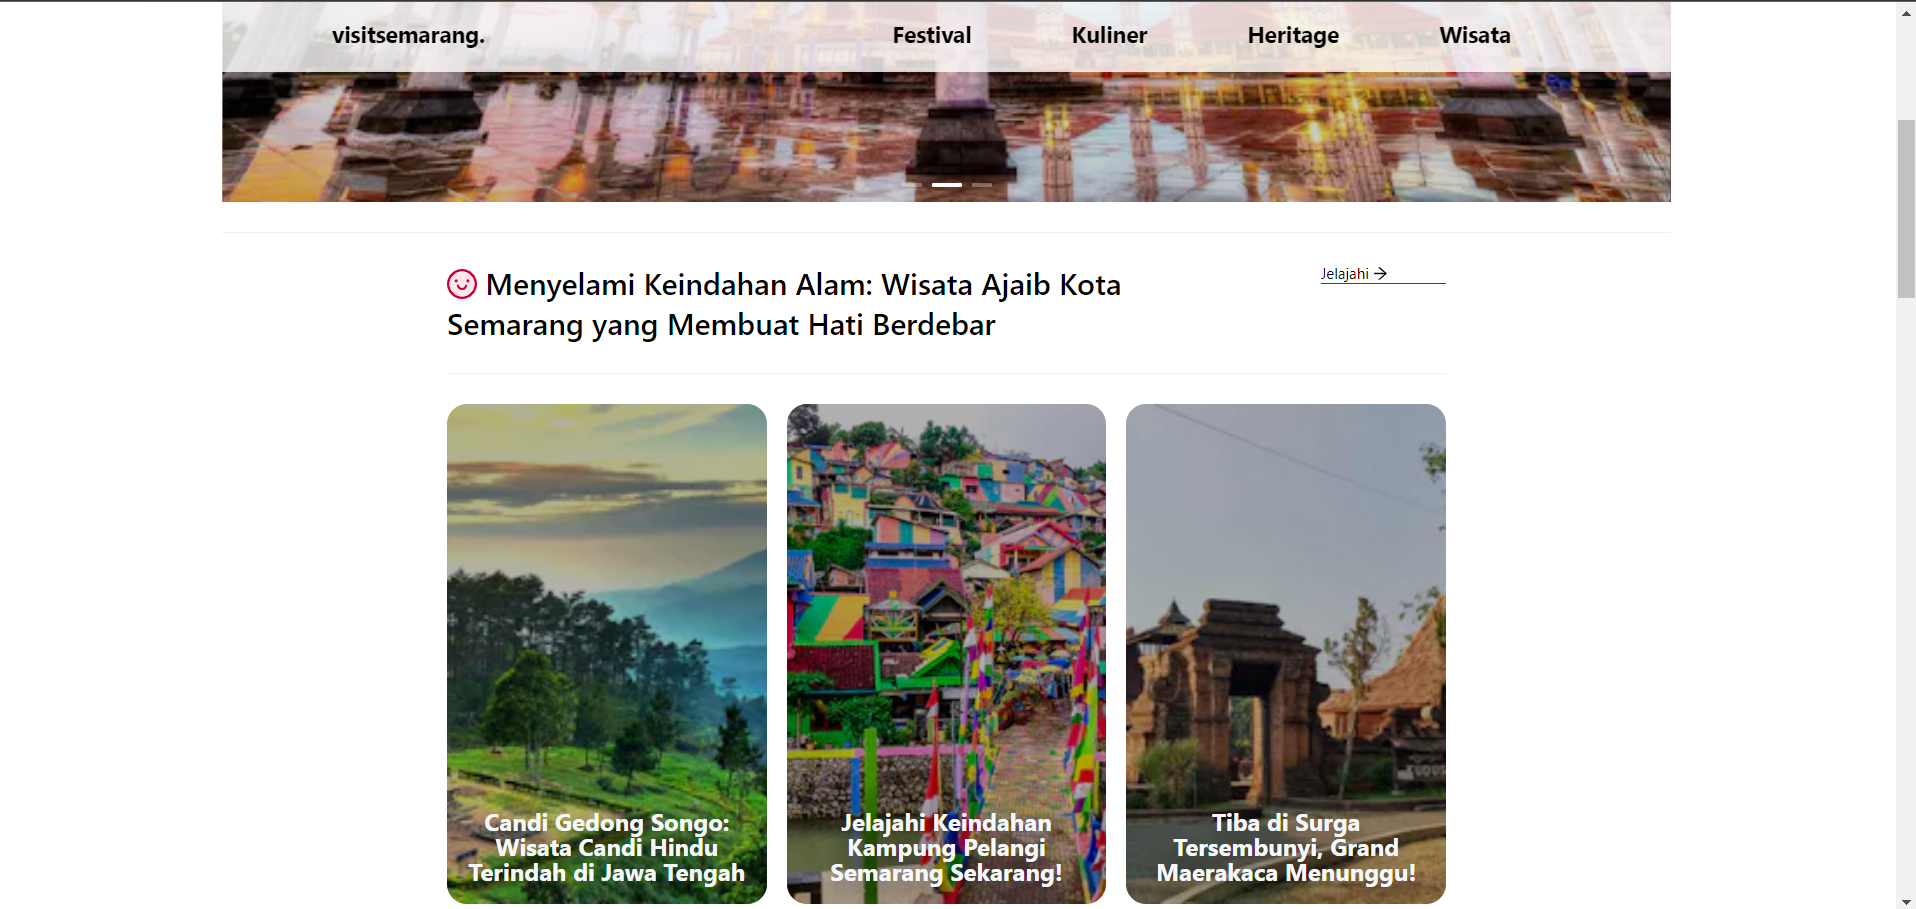 visitsemarang.
Festival
Kuliner
Heritage
Wisata
Menyelami Keindahan Alam: Wisata Ajaib Kota
Semarang yang Membuat Hati Berdebar
Jelajahi →
Candi Gedong Songo:
Wisata Candi Hindu
Terindah di Jawa Tengah
Jelajahi Keindahan
Kampung Pelangi
Semarang Sekarang!
Tiba di Surga
Tersembunyi, Grand
Maerakaca Menunggu!
KUDUS